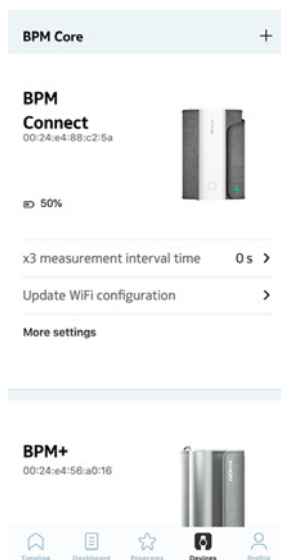 BPM Core +
BPM
Connect
00:24:e4:88:c2:5a
50%
x3 measurement interval time 0 s >
Update WiFi configuration >
More settings
BPM+
00:24:e4:56:a0:16
NOKIA
Timeline Dashboard Programs Devices Profile